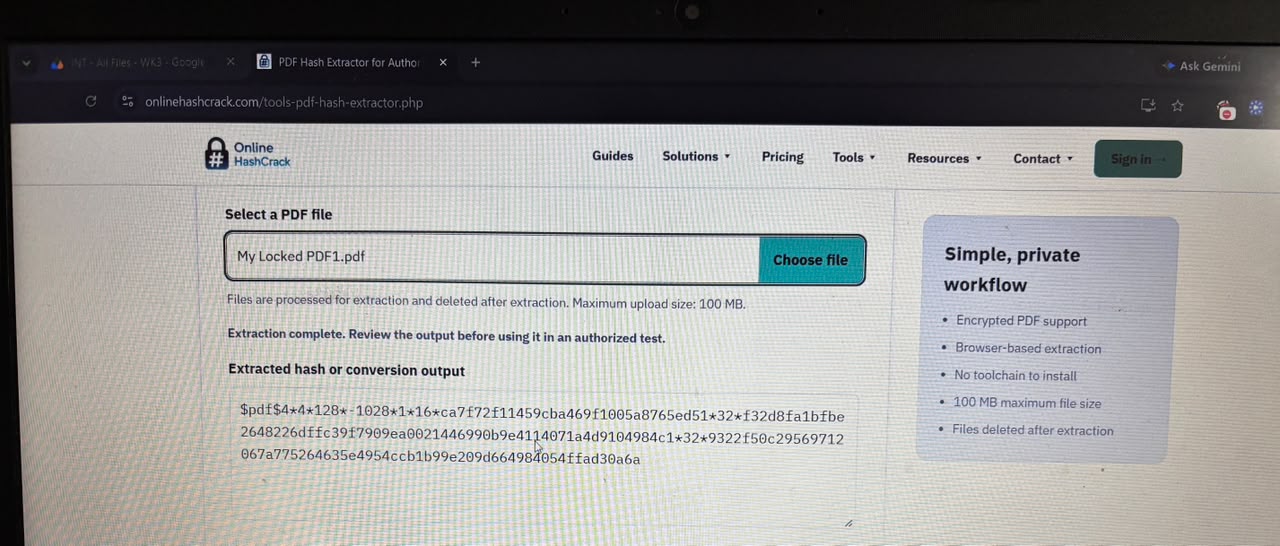 INT - All Files - WK3 - Google
PDF Hash Extractor for Autho
Ask Gemini
onlinehashcrack.com/tools-pdf-hash-extractor.php
Online
HashCrack
Guides
Solutions
Pricing
Tools
Resources
Contact
Sign in →
Select a PDF file
My Locked PDF1.pdf
Choose file
Files are processed for extraction and deleted after extraction. Maximum upload size: 100 MB.
Extraction complete. Review the output before using it in an authorized test.
Extracted hash or conversion output
$pdf$4*4*128*-1028*1*16*ca7f72f11459cba469f1005a8765ed51*32*f32d8fa1bfbe
2648226dffc39f7909ea0021446990b9e4114071a4d9104984c1*32*9322f50c29569712
067a775264635e4954ccb1b99e209d664984054ffad30a6a
Simple, private
workflow
• Encrypted PDF support
• Browser-based extraction
• No toolchain to install
• 100 MB maximum file size
• Files deleted after extraction